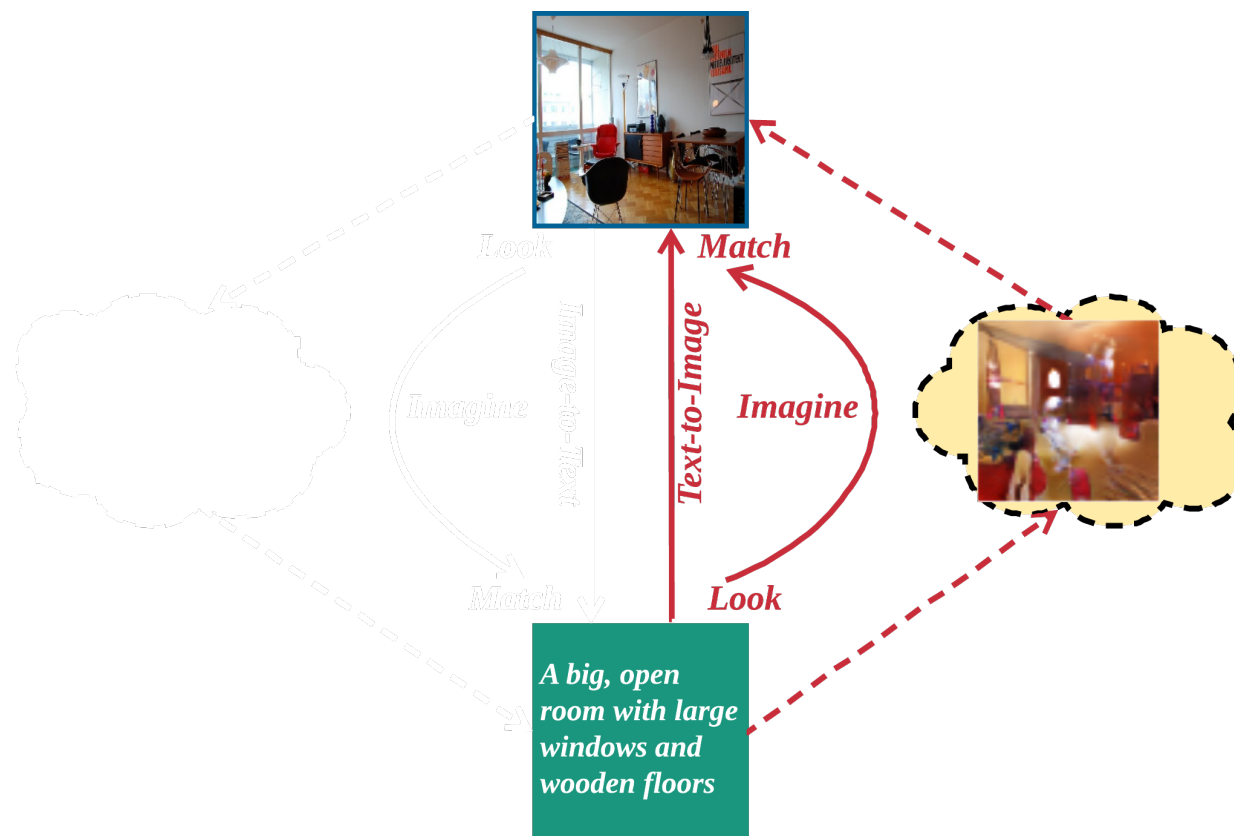 Look
Match
Image-to-Text
Text-to-Image
Imagine
Imagine
Match
Look
A big, open
room with large
windows and
wooden floors